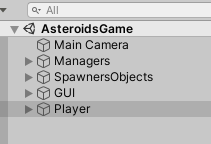 All
AsteroidsGame
Main Camera
Managers
SpawnersObjects
GUI
Player